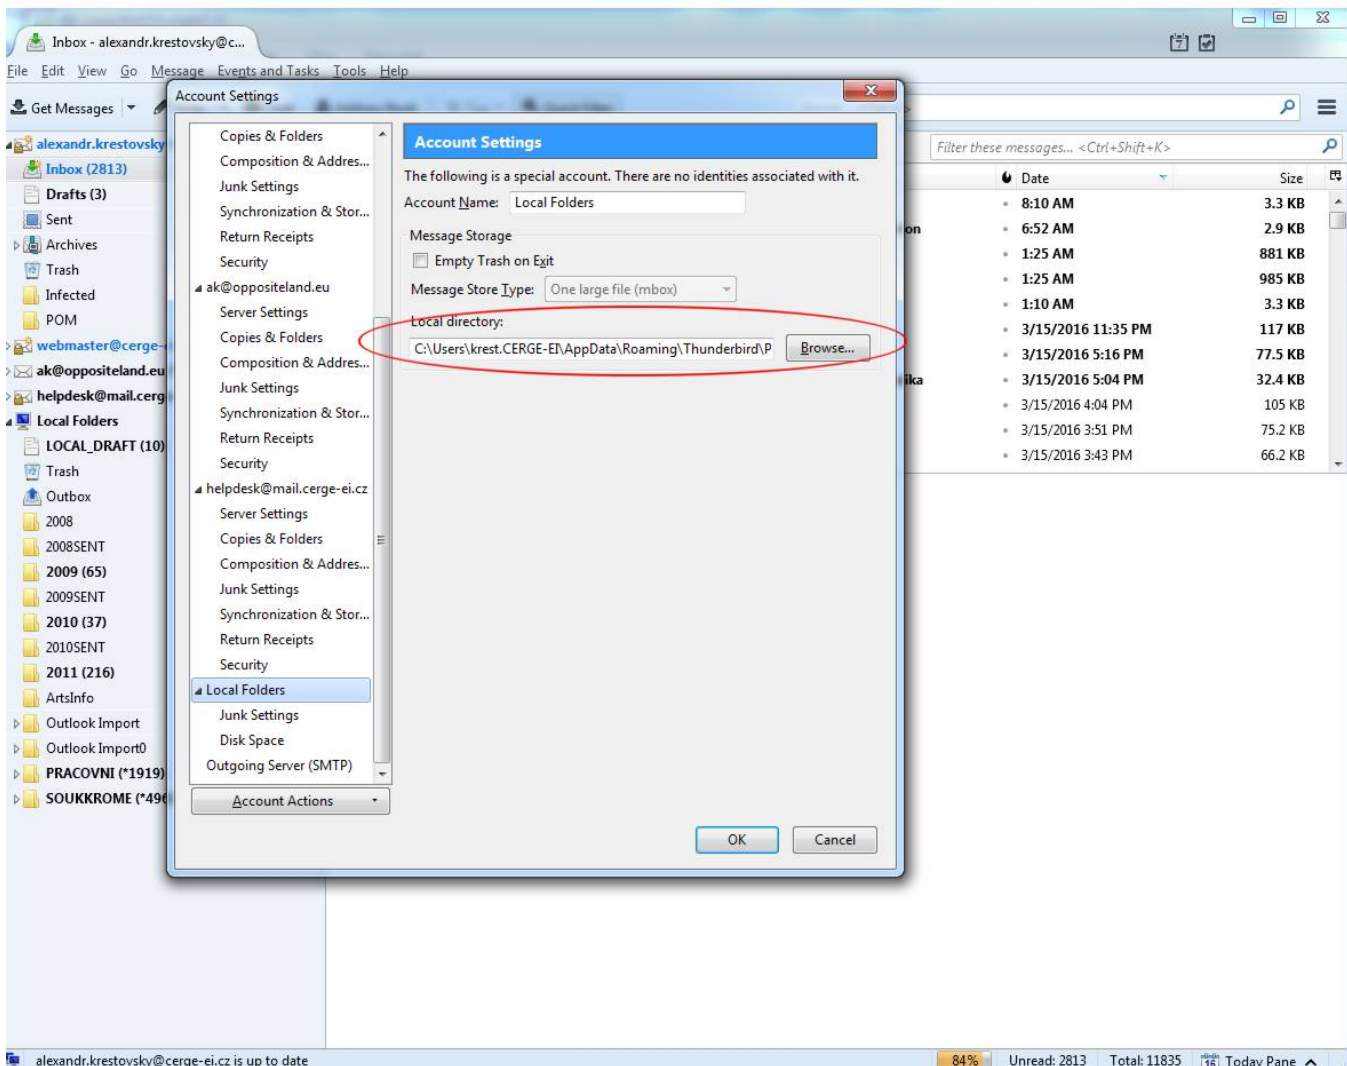 Inbox - alexandr.krestovsky@c...
File Edit View Go Message Events and Tasks Tools Help
Get Messages
Account Settings
alexandr.krestovsky
Inbox (2813)
Drafts (3)
Sent
Archives
Trash
Infected
POM
webmaster@cerge-
ak@oppositeland.eu
helpdesk@mail.cerg
Local Folders
LOCAL_DRAFT (10)
Trash
Outbox
2008
2008SENT
2009 (65)
2009SENT
2010 (37)
2010SENT
2011 (216)
ArtsInfo
Outlook Import
Outlook Import0
PRACOVNI (*1919)
SOUKKROME (*496
Copies & Folders
Composition & Addres...
Junk Settings
Synchronization & Stor...
Return Receipts
Security
ak@oppositeland.eu
Server Settings
Copies & Folders
Composition & Addres...
Junk Settings
Synchronization & Stor...
Return Receipts
Security
helpdesk@mail.cerge-ei.cz
Server Settings
Copies & Folders
Composition & Addres...
Junk Settings
Synchronization & Stor...
Return Receipts
Security
Local Folders
Junk Settings
Disk Space
Outgoing Server (SMTP)
Account Actions
Account Settings
The following is a special account. There are no identities associated with it.
Account Name: Local Folders
Message Storage
Empty Trash on Exit
Message Store Type: One large file (mbox)
Local directory:
C:\Users\krest.CERGE-EI\AppData\Roaming\Thunderbird\P Browse...
OK Cancel
Filter these messages... <Ctrl+Shift+K>
Date Size
8:10 AM 3.3 KB
on 6:52 AM 2.9 KB
1:25 AM 881 KB
1:25 AM 985 KB
1:10 AM 3.3 KB
3/15/2016 11:35 PM 117 KB
3/15/2016 5:16 PM 77.5 KB
ika 3/15/2016 5:04 PM 32.4 KB
3/15/2016 4:04 PM 105 KB
3/15/2016 3:51 PM 75.2 KB
3/15/2016 3:43 PM 66.2 KB
alexandr.krestovsky@cerge-ei.cz is up to date
84% Unread: 2813 Total: 11835 16 Today Pane